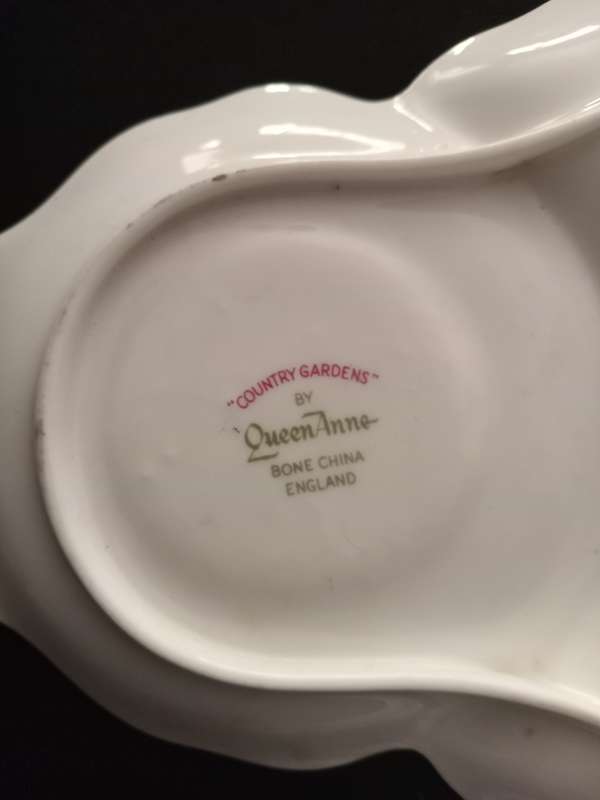 "COUNTRY GARDENS"
BY
Queen Anne
BONE CHINA
ENGLAND